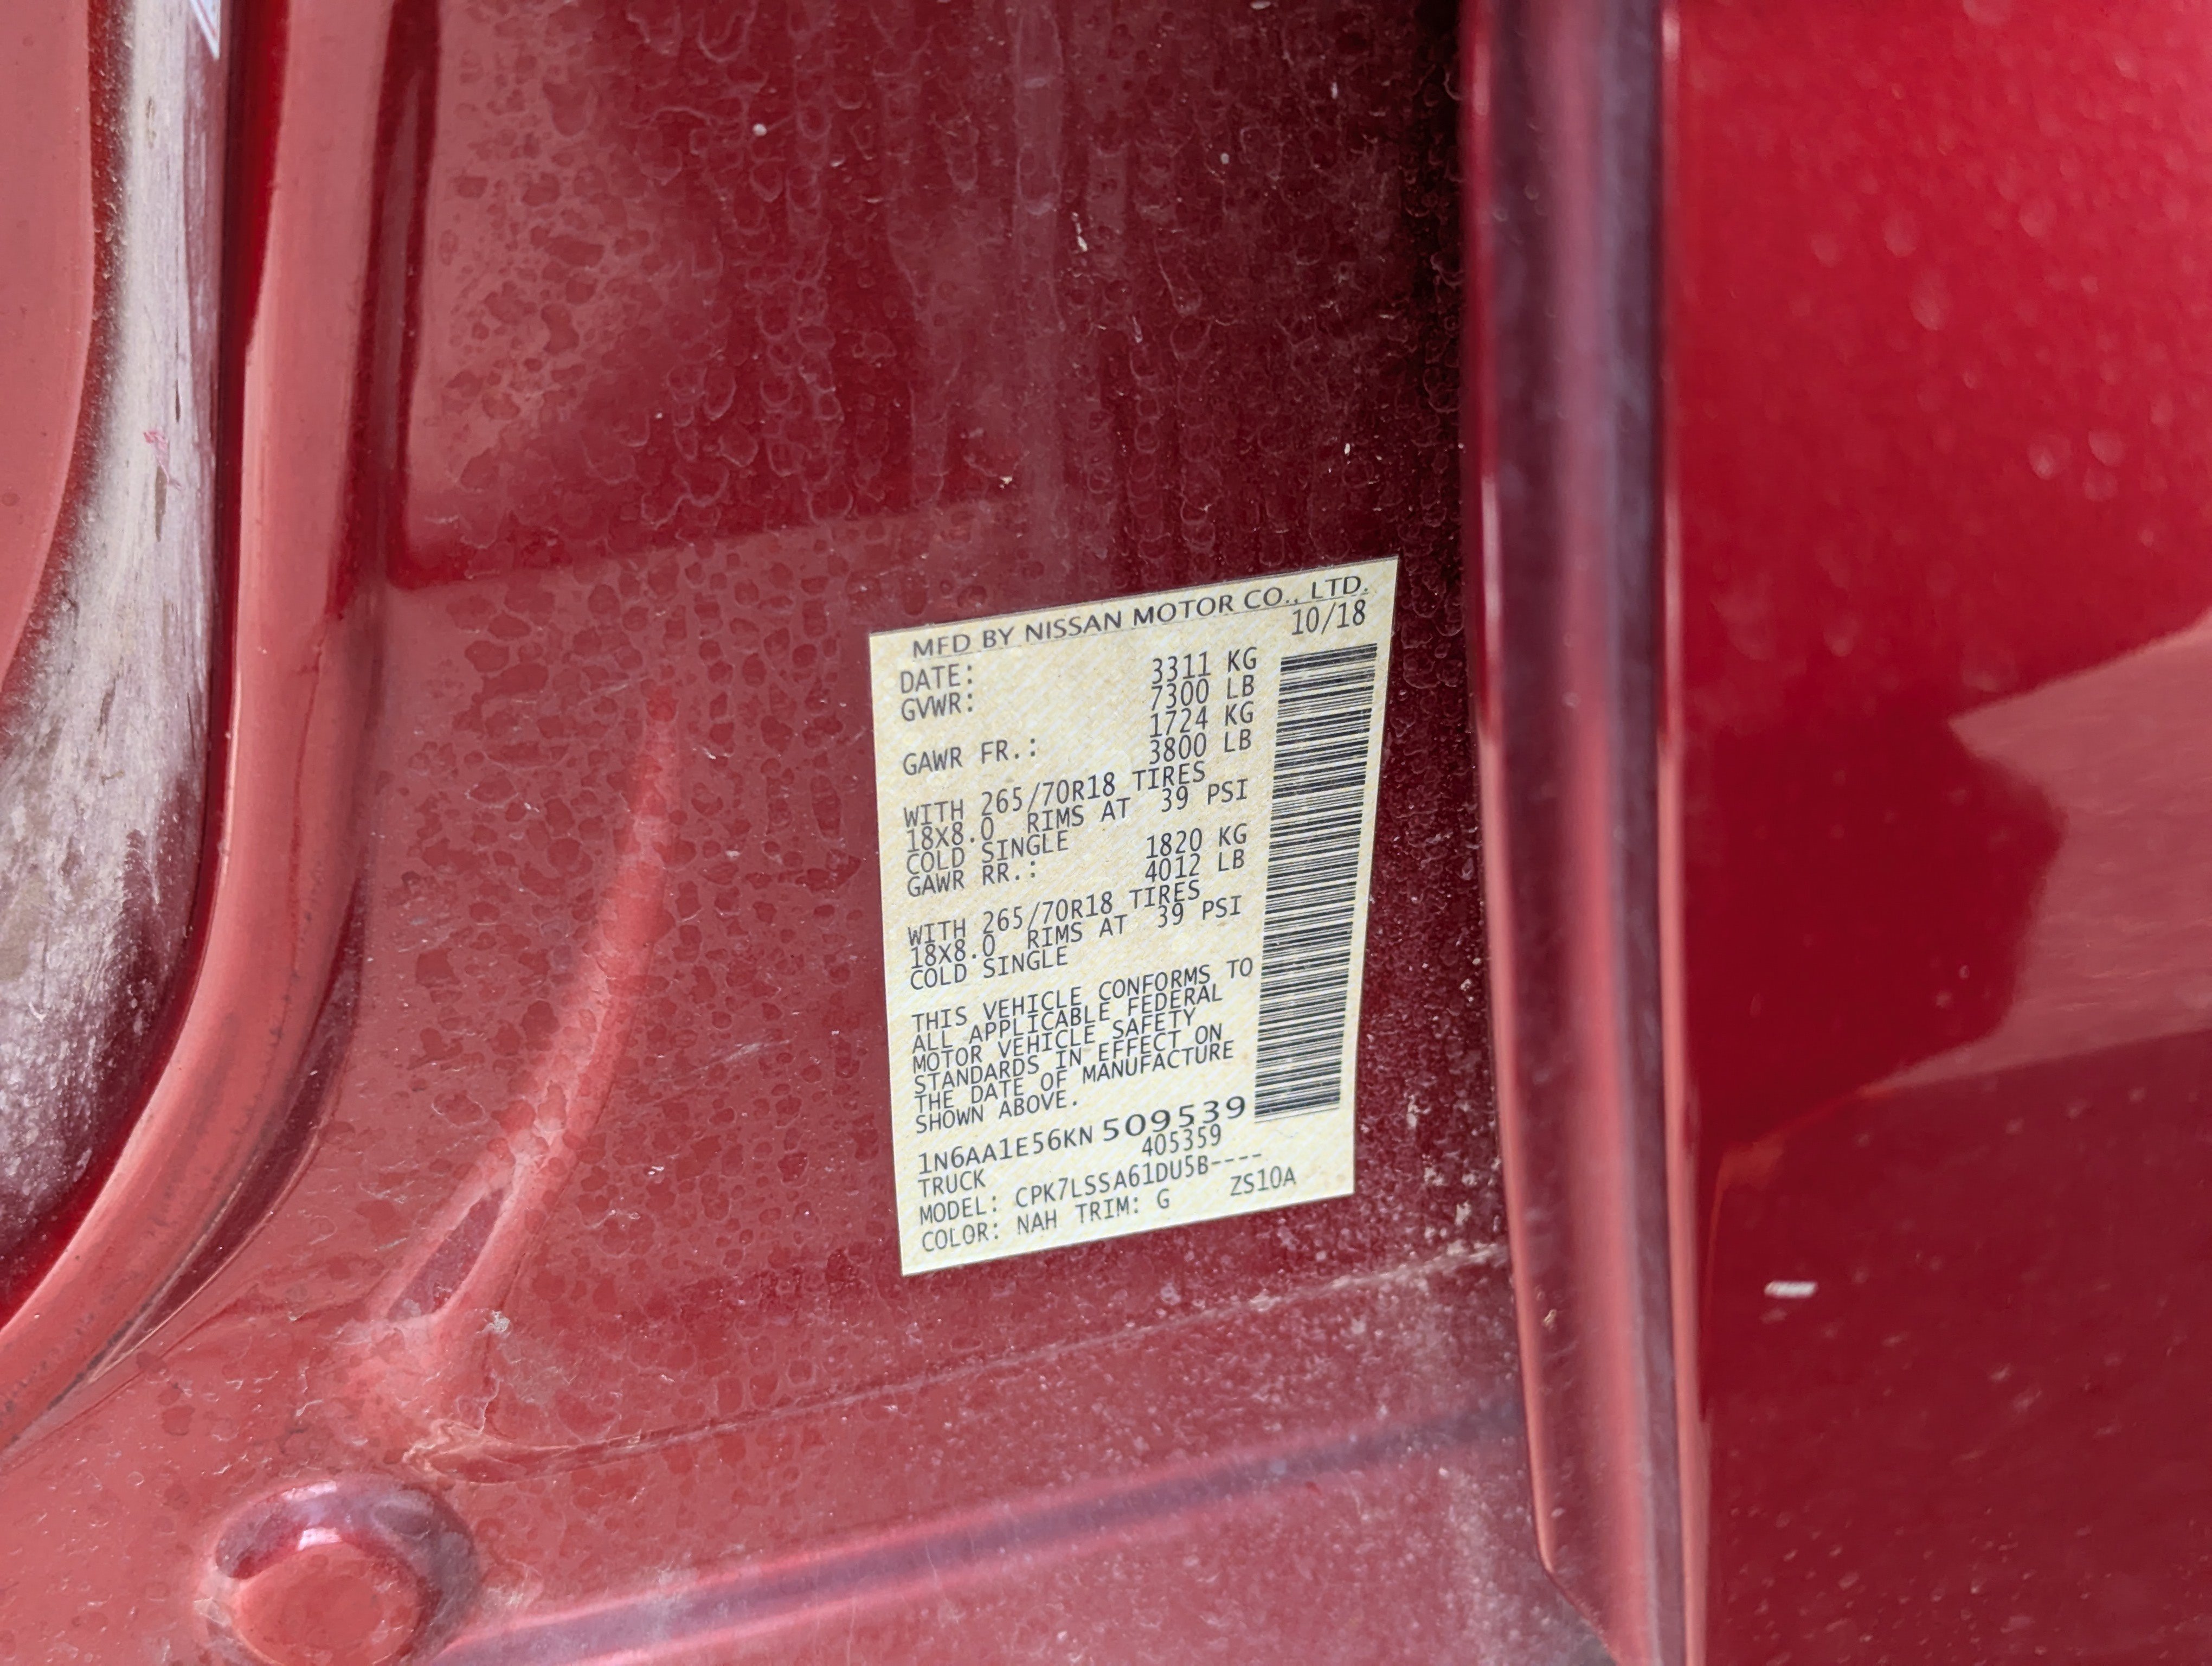 MFD BY NISSAN MOTOR CO., LTD.
DATE: 10/18
GVWR: 3311 KG
7300 LB
GAWR FR.: 1724 KG
3800 LB
WITH 265/70R18 TIRES
18X8.0 RIMS AT 39 PSI
COLD SINGLE
GAWR RR.: 1820 KG
4012 LB
WITH 265/70R18 TIRES
18X8.0 RIMS AT 39 PSI
COLD SINGLE
THIS VEHICLE CONFORMS TO
ALL APPLICABLE FEDERAL
MOTOR VEHICLE SAFETY
STANDARDS IN EFFECT ON
THE DATE OF MANUFACTURE
SHOWN ABOVE.
1N6AA1E56KN 509539
TRUCK 405359
MODEL: CPK7LSSA61DU5B----
COLOR: NAH TRIM: G ZS10A